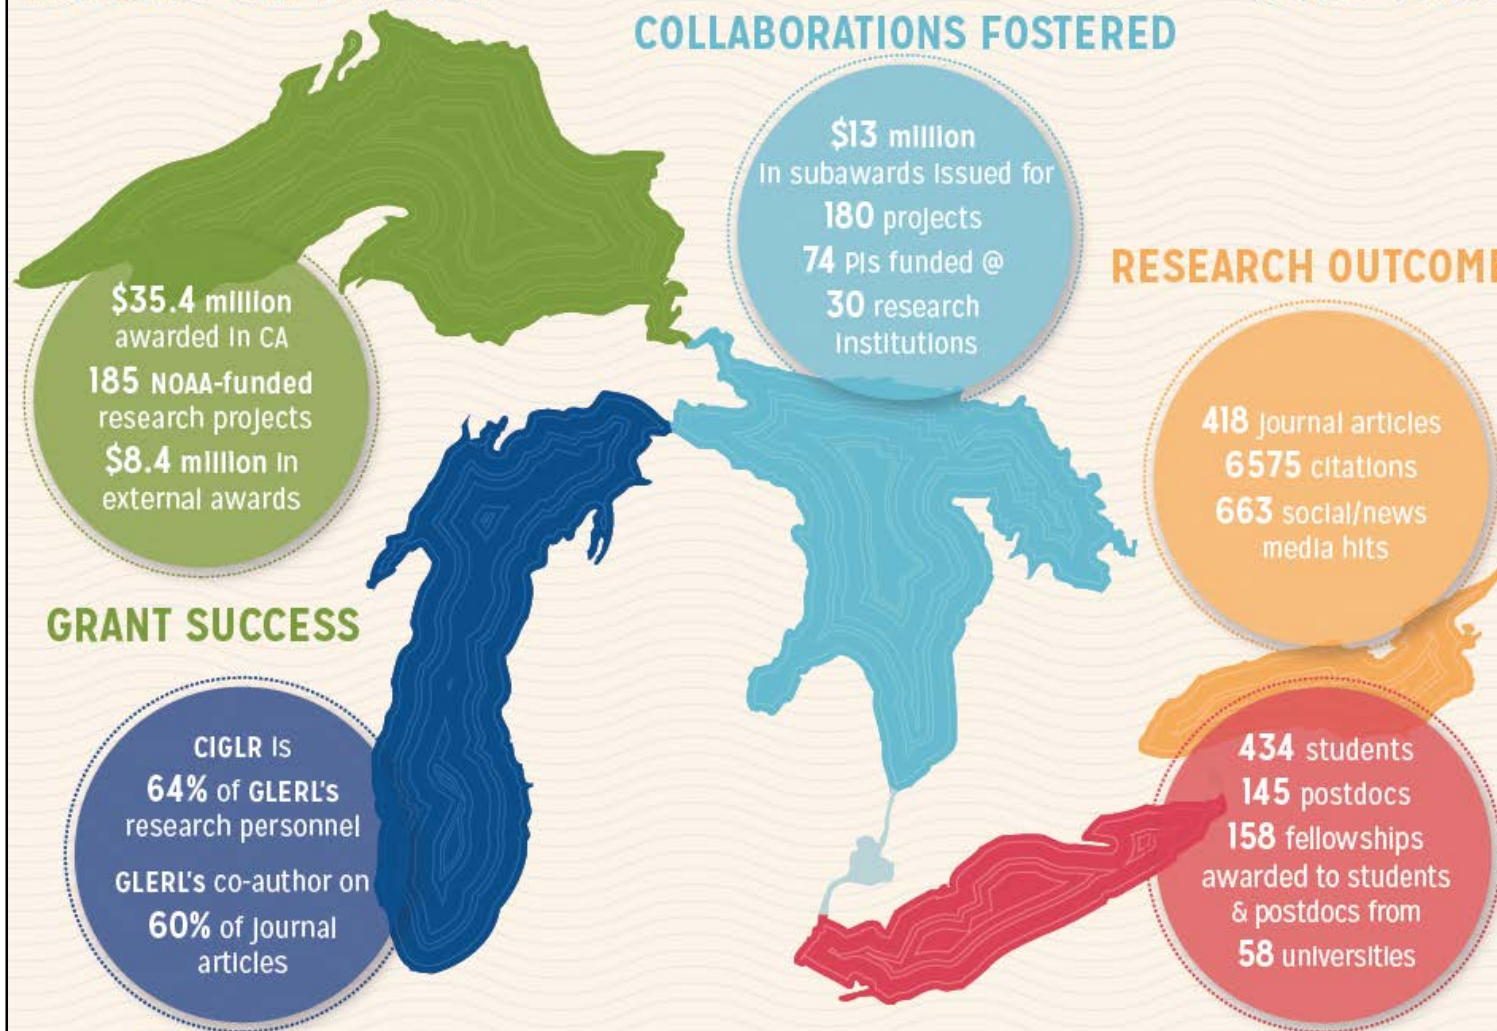 COLLABORATIONS FOSTERED
$13 million
in subawards issued for
180 projects
74 PIs funded @
30 research
institutions
$35.4 million
awarded in CA
185 NOAA-funded
research projects
$8.4 million in
external awards
GRANT SUCCESS
RESEARCH OUTCOM
418 journal articles
6575 citations
663 social/news
media hits
CIGLR is
64% of GLERL's
research personnel
GLERL's co-author on
60% of journal
articles
434 students
145 postdocs
158 fellowships
awarded to students
& postdocs from
58 universities